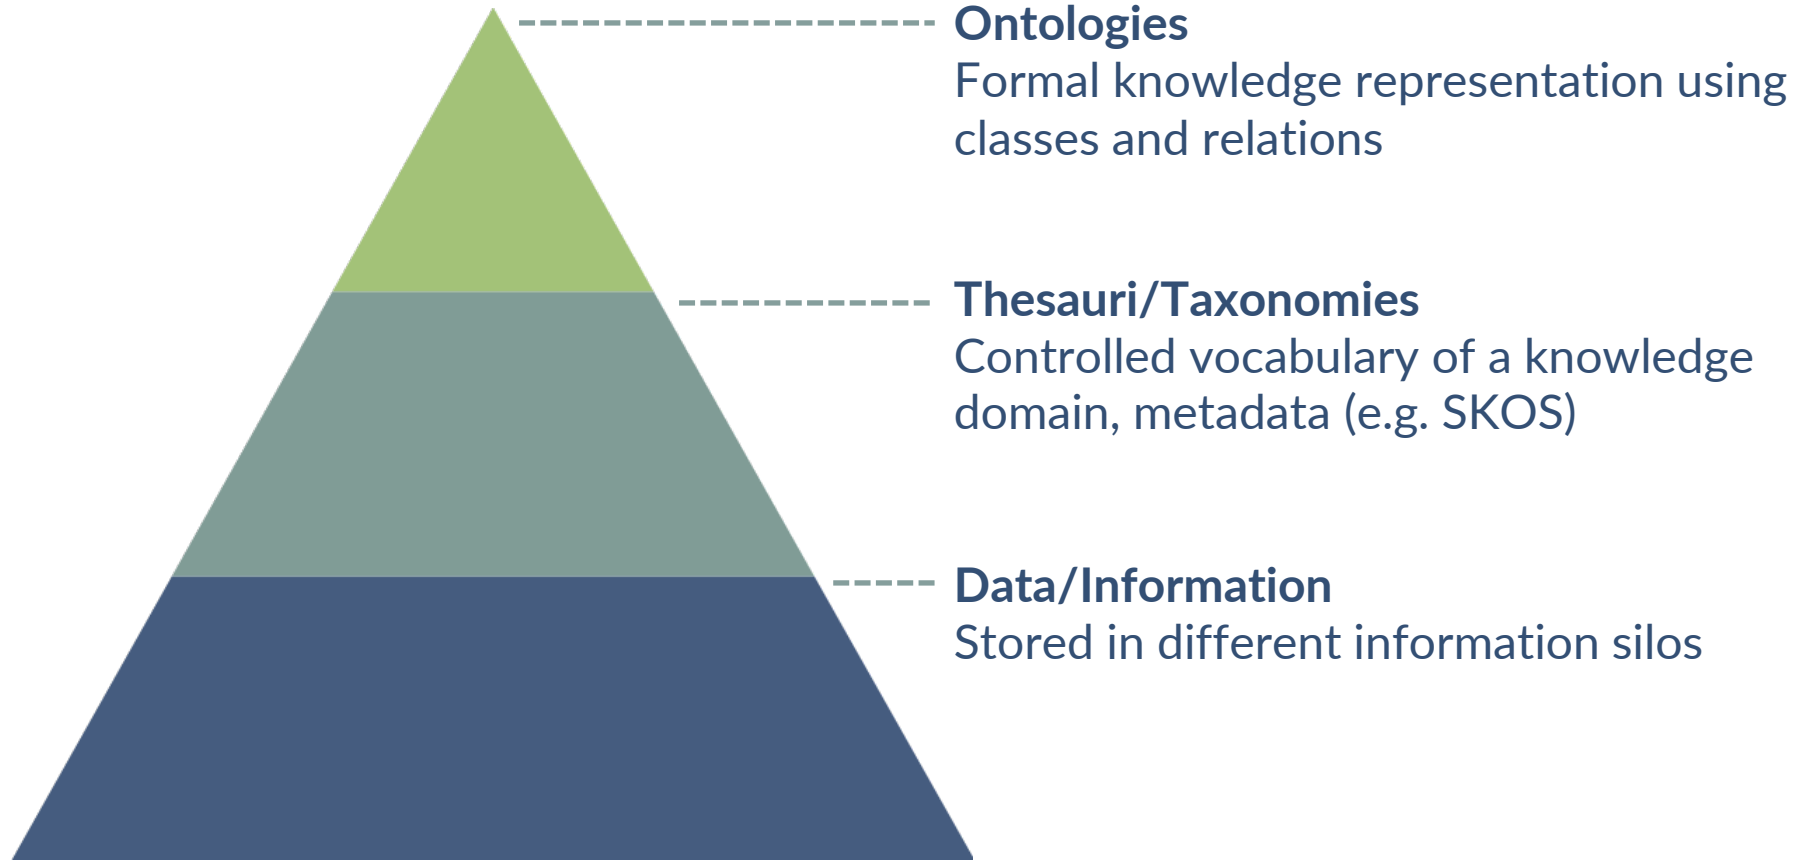 Ontologies
Formal knowledge representation using
classes and relations
Thesauri/Taxonomies
Controlled vocabulary of a knowledge
domain, metadata (e.g. SKOS)
Data/Information
Stored in different information silos